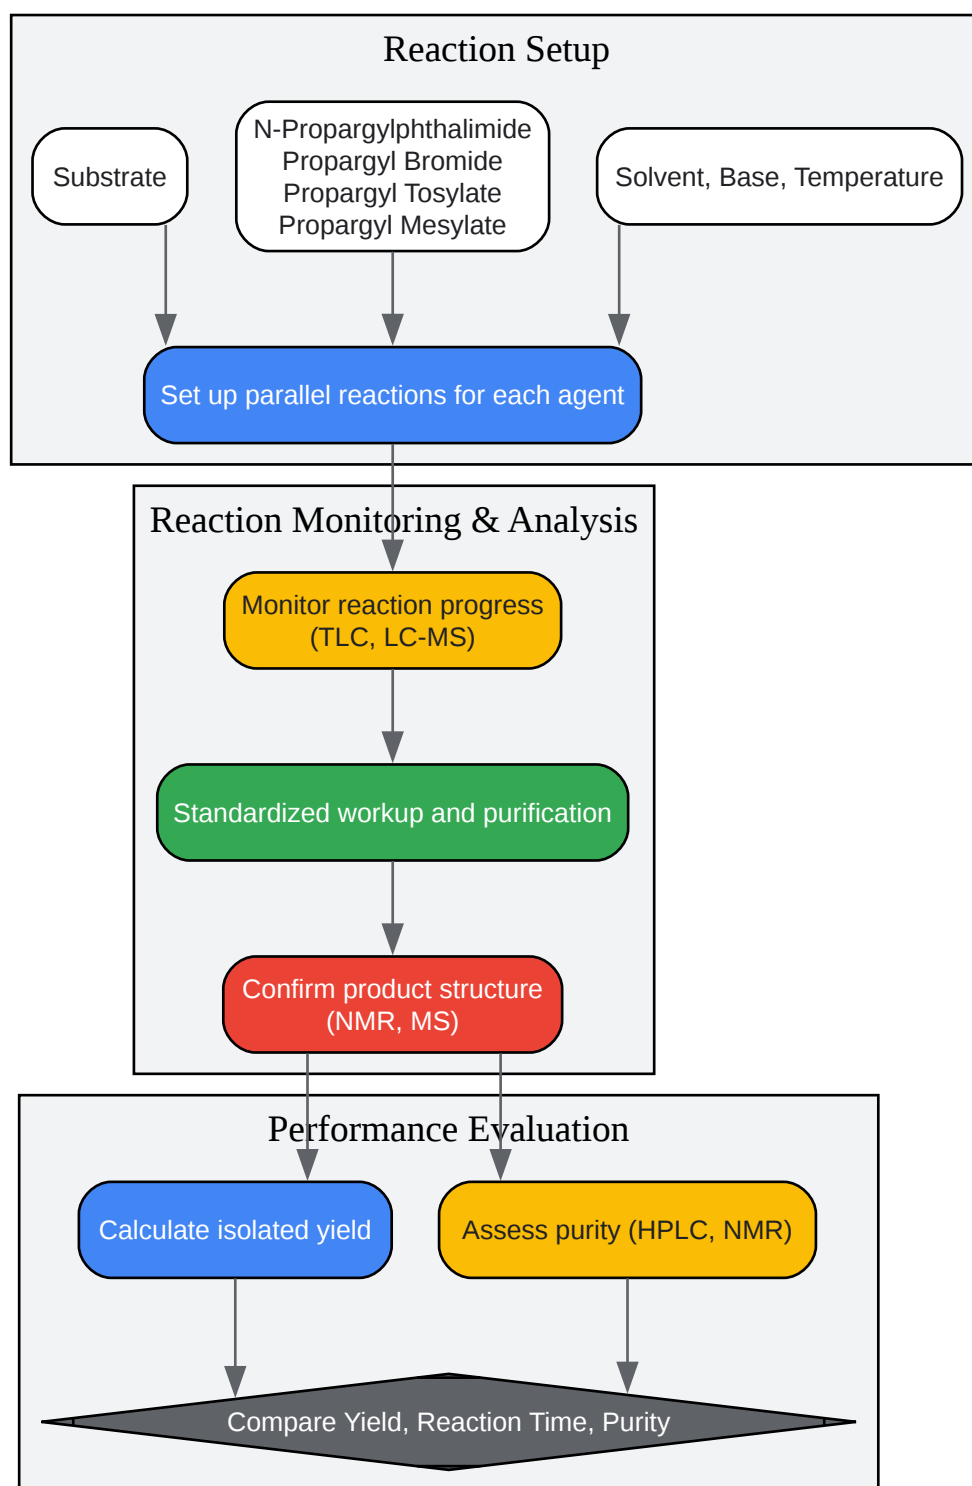 Reaction Setup
Substrate
N-Propargylphthalimide
Propargyl Bromide
Propargyl Tosylate
Propargyl Mesylate
Solvent, Base, Temperature
Set up parallel reactions for each agent
Reaction Monitoring & Analysis
Monitor reaction progress
(TLC, LC-MS)
Standardized workup and purification
Confirm product structure
(NMR, MS)
Performance Evaluation
Calculate isolated yield
Assess purity (HPLC, NMR)
Compare Yield, Reaction Time, Purity